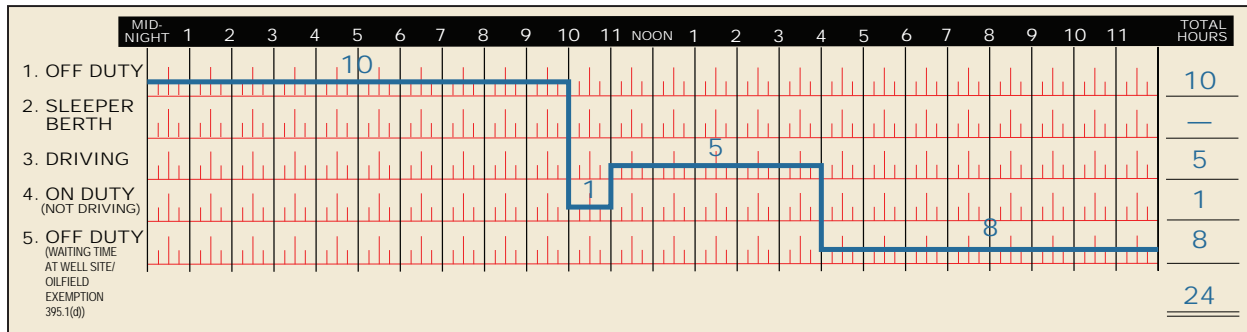 MID-NIGHT 1 2 3 4 5 6 7 8 9 10 11 NOON 1 2 3 4 5 6 7 8 9 10 11 TOTAL HOURS
1. OFF DUTY 10 10
2. SLEEPER BERTH —
3. DRIVING 5 5
4. ON DUTY 1 1
(NOT DRIVING)
5. OFF DUTY 8 8
(WAITING TIME
AT WELL SITE/
OILFIELD
EXEMPTION
395.1(d))
24